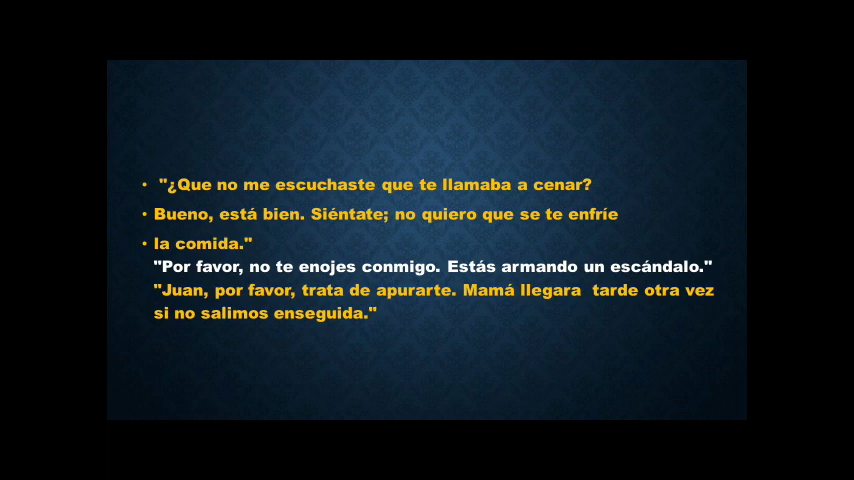 • "¿Que no me escuchaste que te llamaba a cenar?
• Bueno, está bien. Siéntate; no quiero que se te enfríe
• la comida."
"Por favor, no te enojes conmigo. Estás armando un escándalo."
"Juan, por favor, trata de apurarte. Mamá llegara  tarde otra vez
si no salimos enseguida."